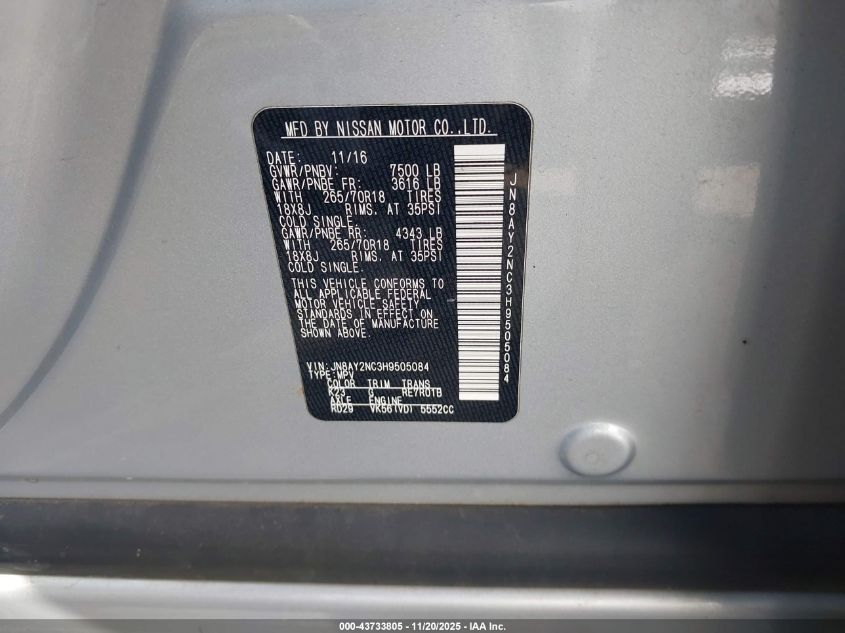 MFD BY NISSAN MOTOR CO.,LTD.
DATE: 11/16
GVWR/PNBV: 7500 LB
GAWR/PNBE FR: 3616 LB
WITH 265/70R18 TIRES
18X8J RIMS. AT 35PSI
COLD SINGLE.
GAWR/PNBE RR: 4343 LB
WITH 265/70R18 TIRES
18X8J RIMS. AT 35PSI
COLD SINGLE.
THIS VEHICLE CONFORMS TO
ALL APPLICABLE FEDERAL
MOTOR VEHICLE SAFETY
STANDARDS IN EFFECT ON
THE DATE OF MANUFACTURE
SHOWN ABOVE.
VIN:JN8AY2NC3H9505084
TYPE:MPV
COLOR TRIM TRANS
K23 G RE7R01B
AXLE ENGINE
RD29 VK56(VD) 5552CC
JN8AY2NC3H9505084
000-43733805 - 11/20/2025 - IAA Inc.